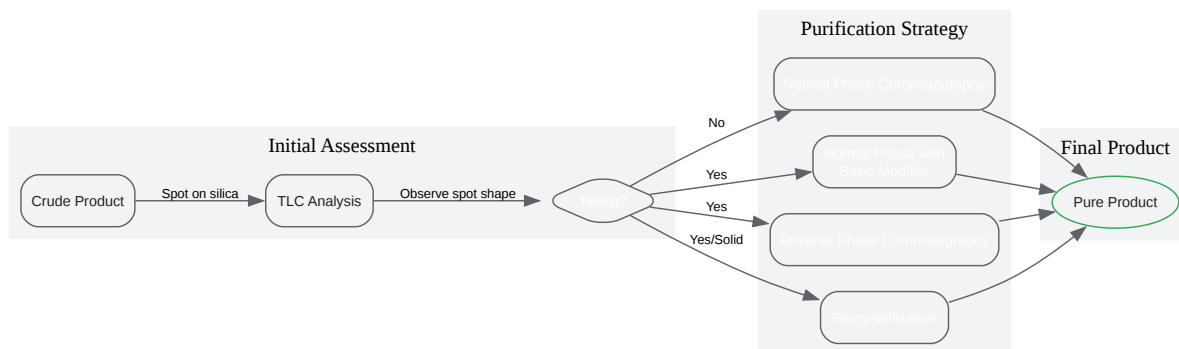 Purification Strategy
Normal Phase Chromatography
No
Initial Assessment
Final Product
Normal Phase with
Basic Modifier
Yes
Crude Product
Spot on silica
TLC Analysis
Observe spot shape
Tailing?
Pure Product
Yes
Reverse Phase Chromatography
Yes/Solid
Recrystallization